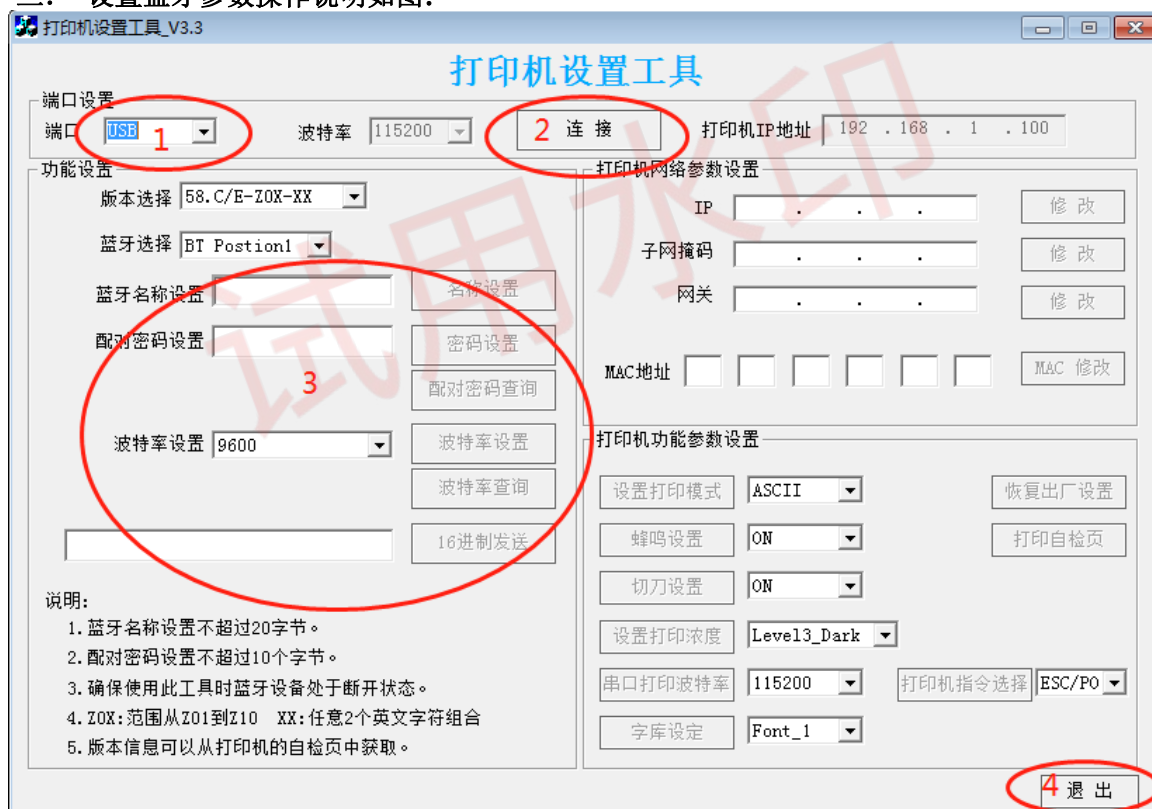 设置蓝牙参数操作说明如图：
打印机设置工具_V3.3
打印机设置工具
端口设置
端口 USB 1 波特率 115200 2 连 接 打印机IP地址 192 . 168 . 1 . 100
功能设置
版本选择 58.C/E-Z0X-XX
蓝牙选择 BT Postion1
蓝牙名称设置 名称设置
配对密码设置 密码设置
3 配对密码查询
波特率设置 9600 波特率设置
波特率查询
16进制发送
说明:
1.蓝牙名称设置不超过20字节。
2.配对密码设置不超过10个字节。
3.确保使用此工具时蓝牙设备处于断开状态。
4.Z0X:范围从Z01到Z10 XX:任意2个英文字符组合
5.版本信息可以从打印机的自检页中获取。
打印机网络参数设置
IP . . . 修 改
子网掩码 . . . 修 改
网关 . . . 修 改
MAC地址 MAC 修改
打印机功能参数设置
设置打印模式 ASCII 恢复出厂设置
蜂鸣设置 ON 打印自检页
切刀设置 ON
设置打印浓度 Level3_Dark
串口打印波特率 115200 打印机指令选择 ESC/PO
字库设定 Font_1
4 退 出
试用水印